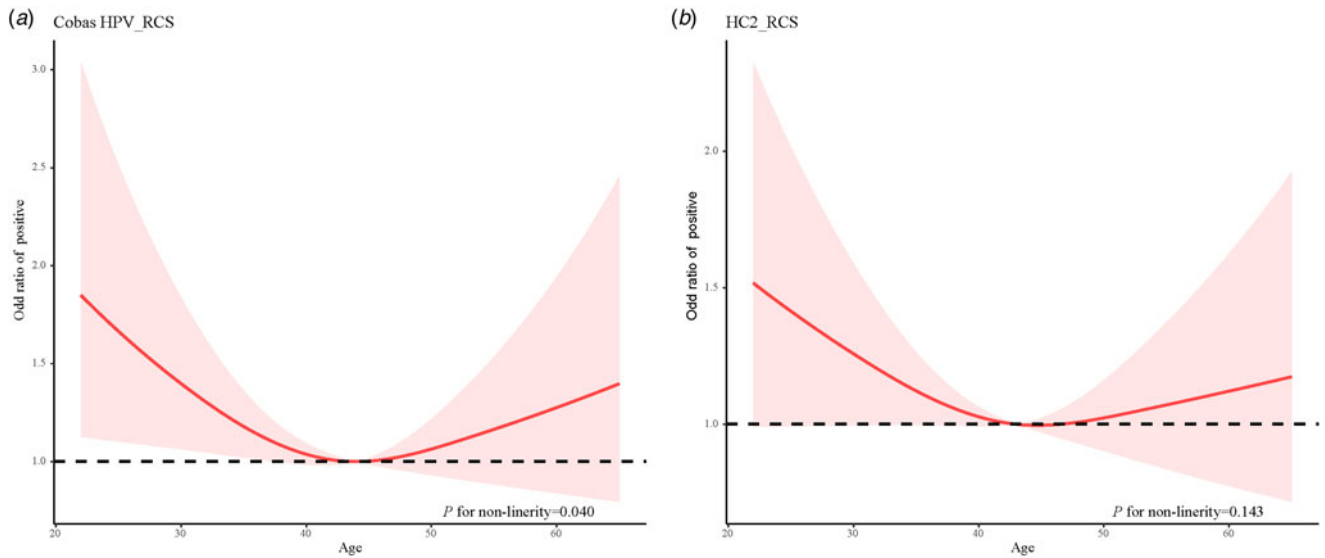 (a) Cobas HPV_RCS
Odd ratio of positive
3.0
2.5
2.0
1.5
1.0
P for non-linerity=0.040
20 30 40 50 60
Age
(b) HC2_RCS
Odd ratio of positive
2.0
1.5
1.0
P for non-linerity=0.143
20 30 40 50 60
Age